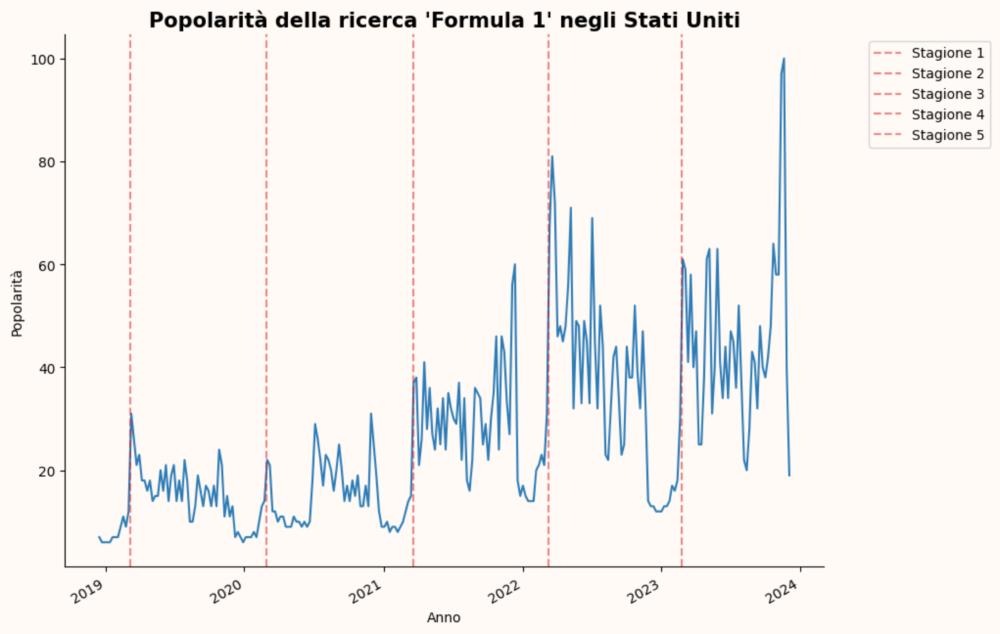 Popolarità della ricerca 'Formula 1' negli Stati Uniti
100
80
60
40
20
Popolarità
2019
2020
2021
2022
2023
2024
Anno
Stagione 1
Stagione 2
Stagione 3
Stagione 4
Stagione 5